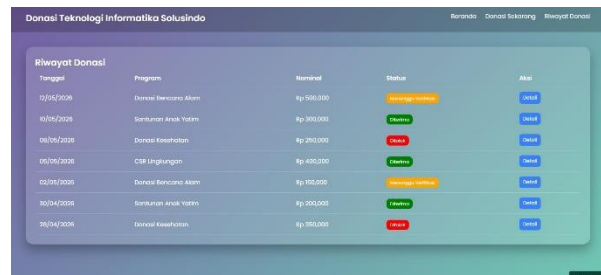 Donasi Teknologi Informatika Solusindo Beranda Donasi Sekarang Riwayat Donasi
Riwayat Donasi
Tanggal Program Nominal Status Aksi
12/05/2026 Donasi Bencana Alam Rp 500,000 Menunggu Verifikasi Detail
10/05/2026 Santunan Anak Yatim Rp 300,000 Diterima Detail
08/05/2026 Donasi Kesehatan Rp 250,000 Ditolak Detail
05/05/2026 CSR Lingkungan Rp 400,000 Diterima Detail
02/05/2026 Donasi Bencana Alam Rp 150,000 Menunggu Verifikasi Detail
30/04/2026 Santunan Anak Yatim Rp 200,000 Diterima Detail
28/04/2026 Donasi Kesehatan Rp 350,000 Ditolak Detail